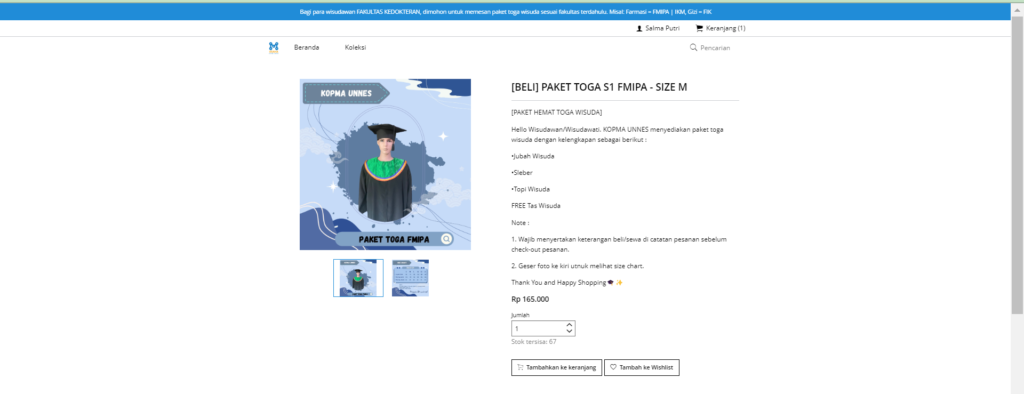 Bagi para wisudawan FAKULTAS KEDOKTERAN, dimohon untuk memesan paket toga wisuda sesuai fakultas terdahulu. Misal: Farmasi = FMIPA | IKM, Gizi = FIK
Salma Putri
Keranjang (1)
Beranda
Koleksi
Pencarian
KOPMA UNNES
PAKET TOGA FMIPA
[BELI] PAKET TOGA S1 FMIPA - SIZE M
[PAKET HEMAT TOGA WISUDA]
Hello Wisudawan/Wisudawati. KOPMA UNNES menyediakan paket toga
wisuda dengan kelengkapan sebagai berikut :
•Jubah Wisuda
•Sleber
•Topi Wisuda
FREE Tas Wisuda
Note :
1. Wajib menyertakan keterangan beli/sewa di catatan pesanan sebelum
check-out pesanan.
2. Geser foto ke kiri utnruk melihat size chart.
Thank You and Happy Shopping🎓✨
Rp 165.000
Jumlah
1
Stok tersisa: 67
Tambahkan ke keranjang
Tambah ke Wishlist